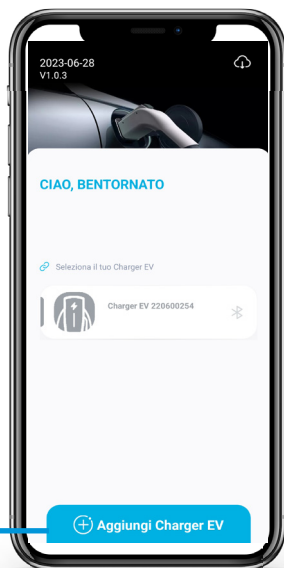 2023-06-28
V1.0.3
CIAO, BENTORNATO
Seleziona il tuo Charger EV
Charger EV 220600254
Aggiungi Charger EV